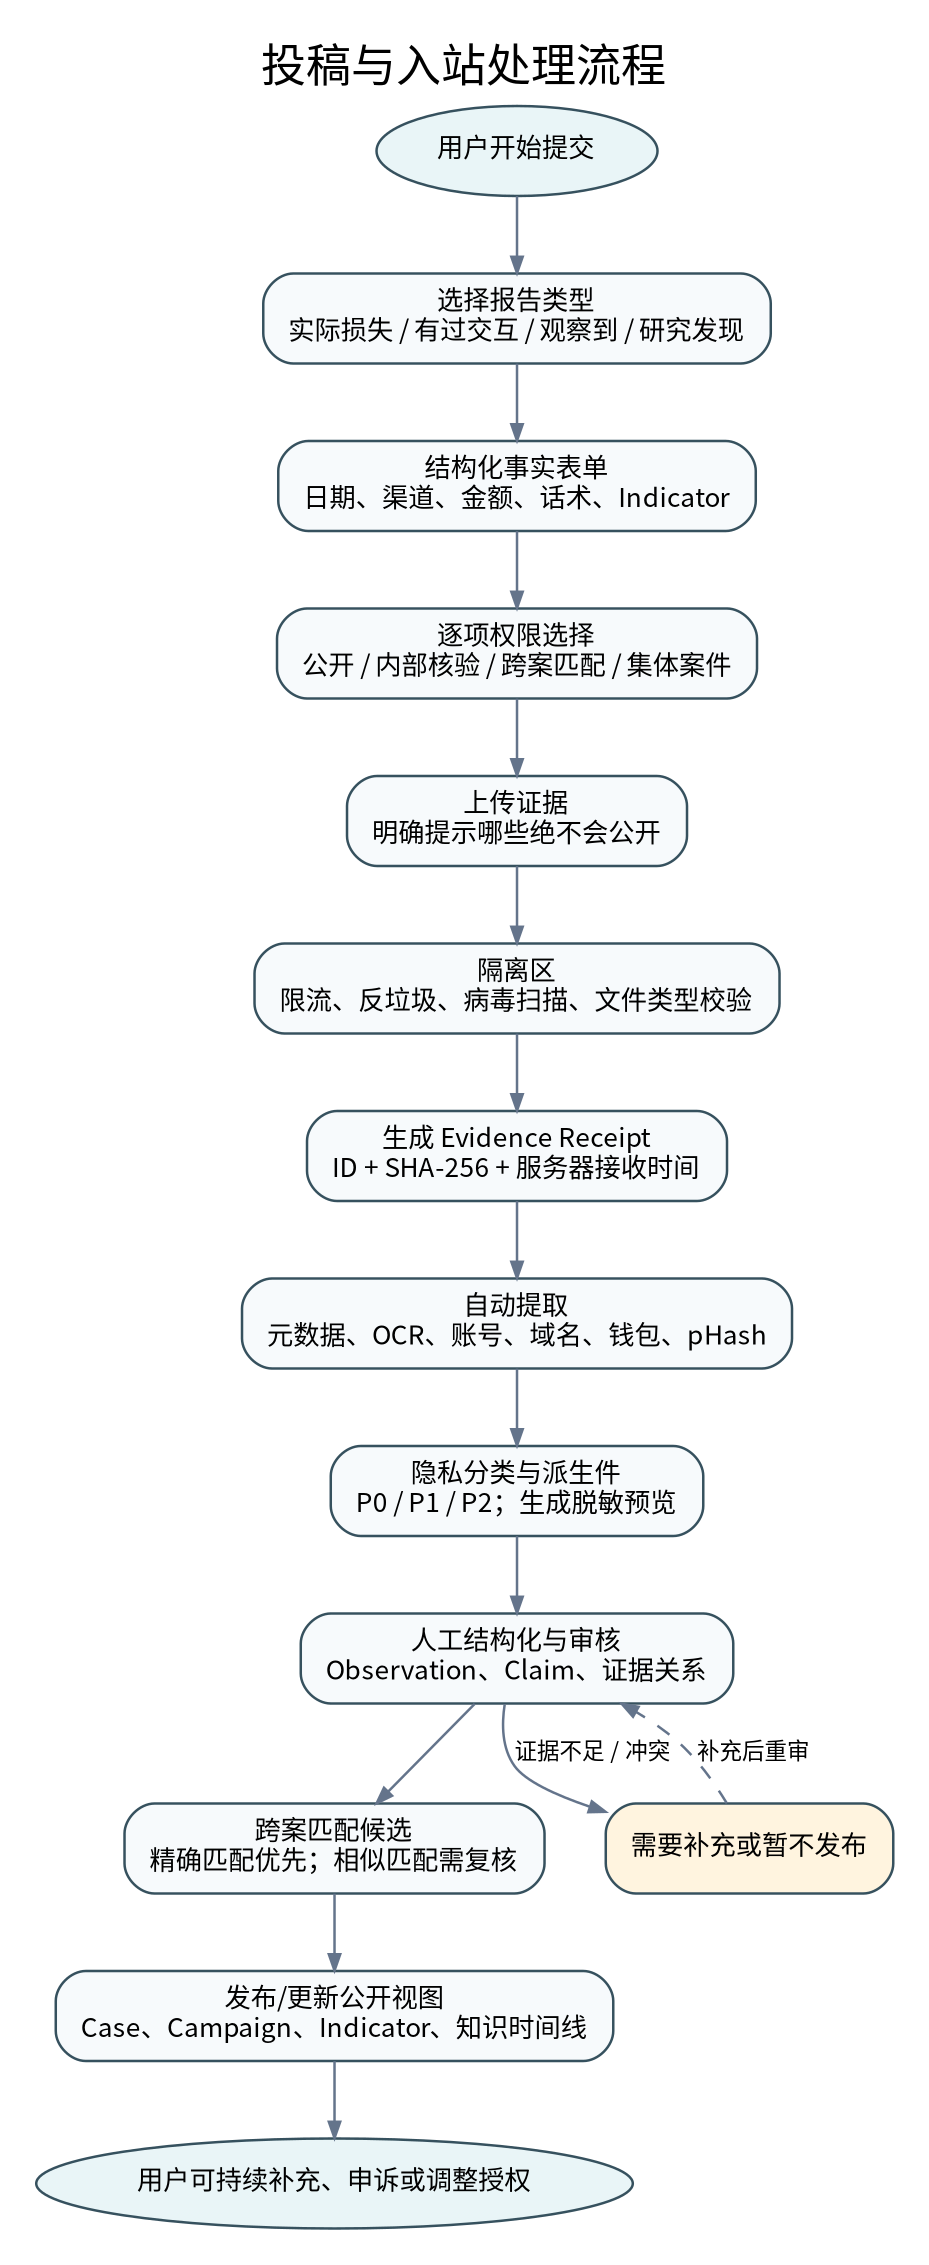 投稿与入站处理流程
用户开始提交
选择报告类型
实际损失 / 有过交互 / 观察到 / 研究发现
结构化事实表单
日期、渠道、金额、话术、Indicator
逐项权限选择
公开 / 内部核验 / 跨案匹配 / 集体案件
上传证据
明确提示哪些绝不会公开
隔离区
限流、反垃圾、病毒扫描、文件类型校验
生成 Evidence Receipt
ID + SHA-256 + 服务器接收时间
自动提取
元数据、OCR、账号、域名、钱包、pHash
隐私分类与派生件
P0 / P1 / P2；生成脱敏预览
人工结构化与审核
Observation、Claim、证据关系
证据不足 / 冲突
补充后重审
跨案匹配候选
精确匹配优先；相似匹配需复核
需要补充或暂不发布
发布/更新公开视图
Case、Campaign、Indicator、知识时间线
用户可持续补充、申诉或调整授权